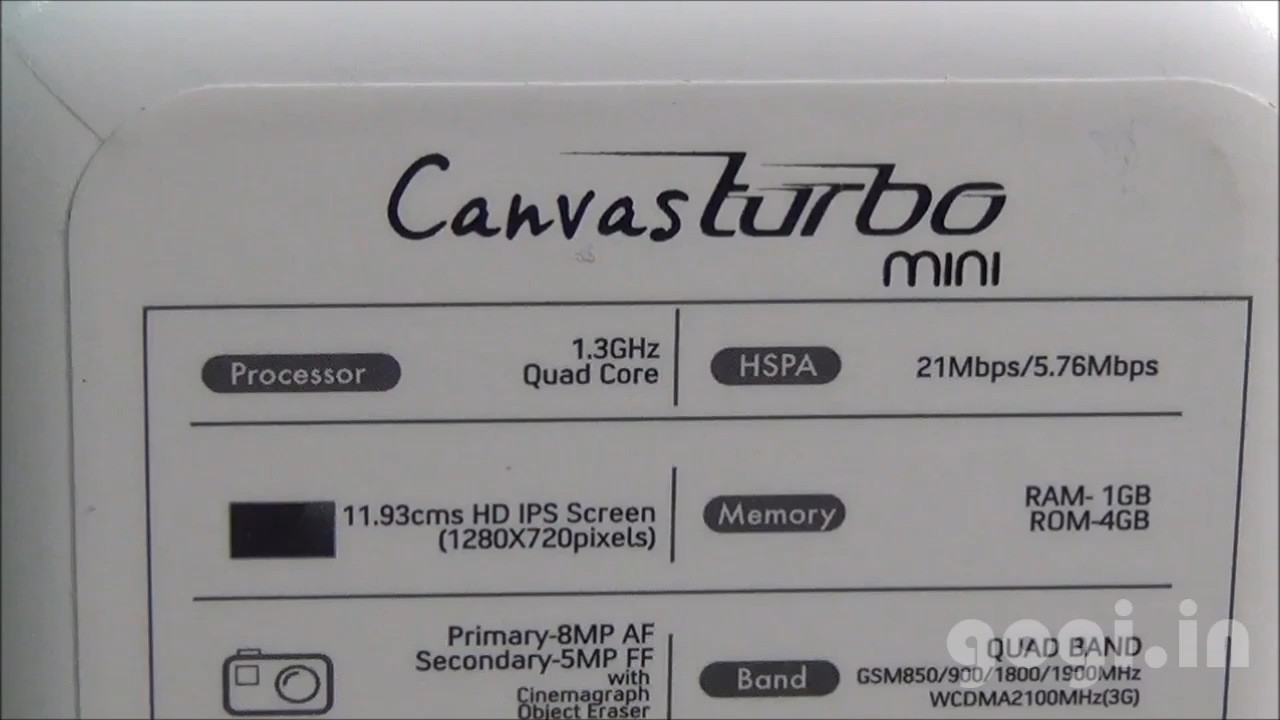 Canvas turbo
mini
Processor
1.3GHz
Quad Core
HSPA
21Mbps/5.76Mbps
11.93cms HD IPS Screen
(1280X720pixels)
Memory
RAM- 1GB
ROM-4GB
Primary-8MP AF
Secondary-5MP FF
with
Cinemagraph
Object Eraser
Band
QUAD BAND
GSM850/900/1800/1900MHz
WCDMA2100MHz(3G)
gogi.in